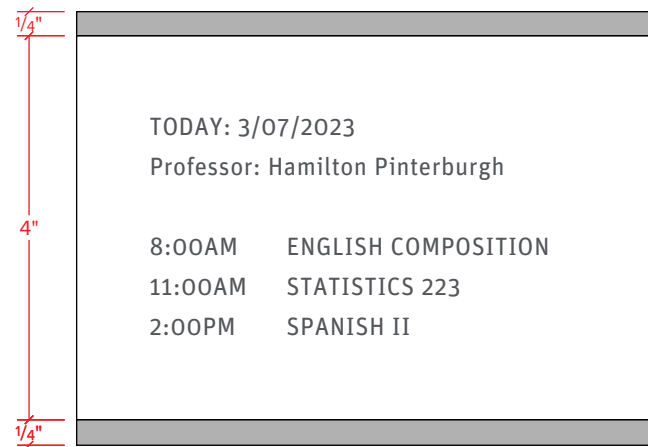 1/4"
TODAY: 3/07/2023
Professor: Hamilton Pinterburgh
4"
8:00AM ENGLISH COMPOSITION
11:00AM STATISTICS 223
2:00PM SPANISH II
1/4"